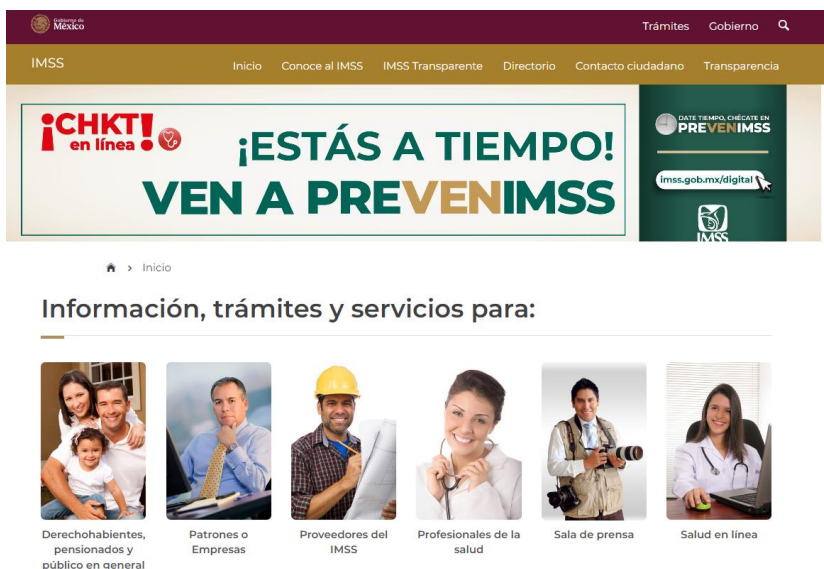 Gobierno de
México
Trámites Gobierno
IMSS
Inicio Conoce al IMSS IMSS Transparente Directorio Contacto ciudadano Transparencia
¡CHKT!
en línea
¡ESTÁS A TIEMPO!
VEN A PREVENIMSS
DATE TIEMPO, CHÉCATE EN
PREVENIMSS
imss.gob.mx/digital
IMSS
Inicio
Información, trámites y servicios para:
Derechohabientes,
pensionados y
público en general
Patrones o
Empresas
Proveedores del
IMSS
Profesionales de la
salud
Sala de prensa
Salud en línea